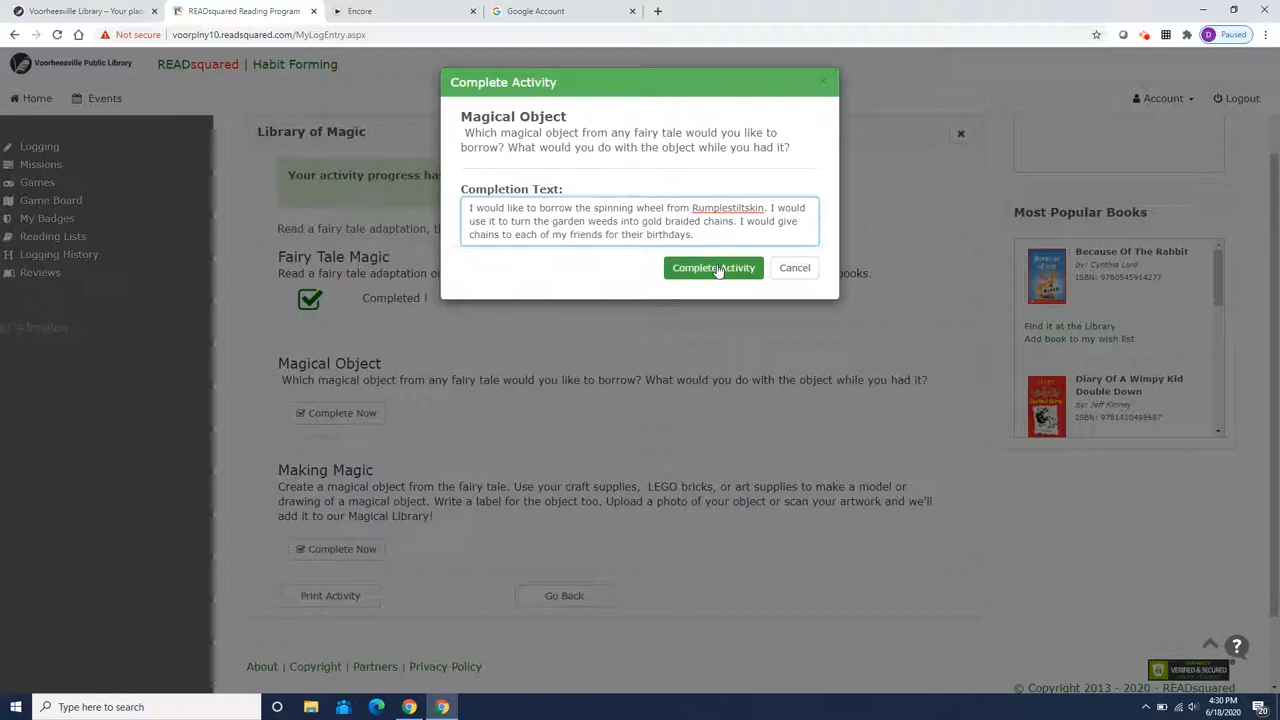 Voorheesville Library – Your plac
READsquared Reading Program
Encore
Google Account
Not secure
voorplny10.readsquared.com/MyLogEntry.aspx
D
Paused
Voorheesville Public Library
READsquared | Habit Forming
Home
Events
Account
Logout
Logging
Missions
Games
Game Board
My Badges
Reading Lists
Logging History
Reviews
Library of Magic
Your activity progress has
Read a fairy tale adaptation,
Fairy Tale Magic
Read a fairy tale adaptation or
books.
Completed !
Magical Object
Which magical object from any fairy tale would you like to borrow? What would you do with the object while you had it?
Complete Now
Making Magic
Create a magical object from the fairy tale. Use your craft supplies, LEGO bricks, or art supplies to make a model or
drawing of a magical object. Write a label for the object too. Upload a photo of your object or scan your artwork and we'll
add it to our Magical Library!
Complete Now
Print Activity
Go Back
Complete Activity
Magical Object
Which magical object from any fairy tale would you like to
borrow? What would you do with the object while you had it?
Completion Text:
I would like to borrow the spinning wheel from Rumplestiltskin. I would
use it to turn the garden weeds into gold braided chains. I would give
chains to each of my friends for their birthdays.
Complete Activity
Cancel
Most Popular Books
Because Of The Rabbit
by: Cynthia Lord
ISBN: 9780545914277
Find it at the Library
Add book to my wish list
Diary Of A Wimpy Kid
Double Down
by: Jeff Kinney
ISBN: 9781410498687
?
About | Copyright | Partners | Privacy Policy
VERIFIED & SECURED
© Copyright 2013 - 2020 - READsquared
Type here to search
4:30 PM
6/18/2020
20